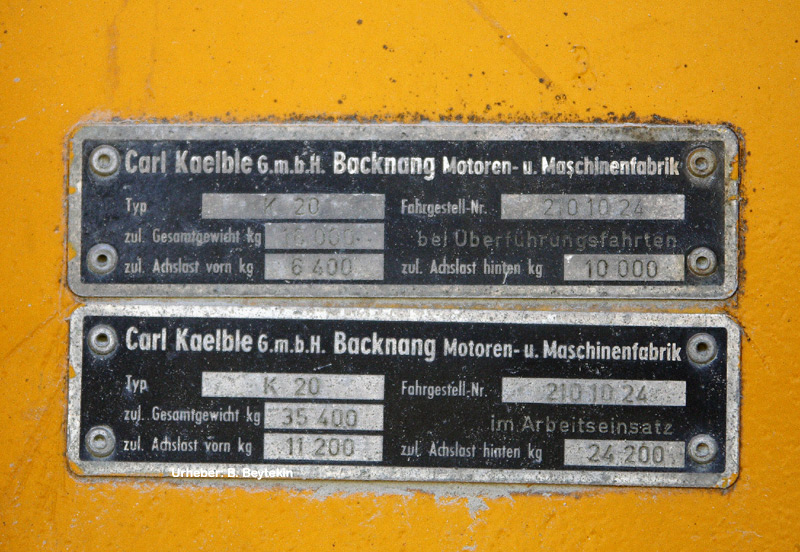 Carl Kaelble G.m.b.H. Backnang Motoren- u. Maschinenfabrik
Typ K 20 Fahrgestell-Nr. 210 10 24
zul. Gesamtgewicht kg 16 000 bei Überführungsfahrten
zul. Achslast vorn kg 6 400 zul. Achslast hinten kg 10 000
Carl Kaelble G.m.b.H. Backnang Motoren- u. Maschinenfabrik
Typ K 20 Fahrgestell-Nr. 210 10 24
zul. Gesamtgewicht kg 35 400 im Arbeitseinsatz
zul. Achslast vorn kg 11 200 zul. Achslast hinten kg 24 200
Urheber: B. Beytekin